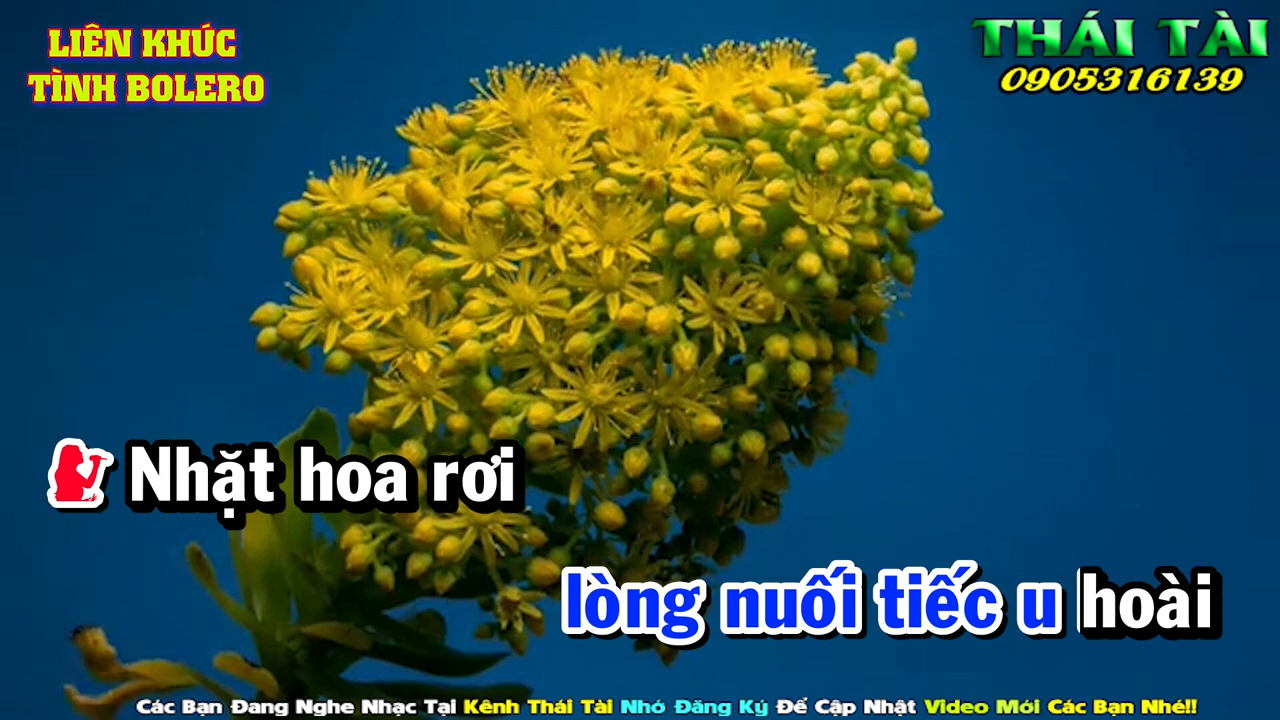 LIÊN KHÚC
TÌNH BOLERO
THÁI TÀI
0905316139
Nhặt hoa rơi
lòng nuối tiếc u hoài
Các Bạn Đang Nghe Nhạc Tại Kênh Thái Tài Nhớ Đăng Ký Để Cập Nhật Video Mới Các Bạn Nhé!!